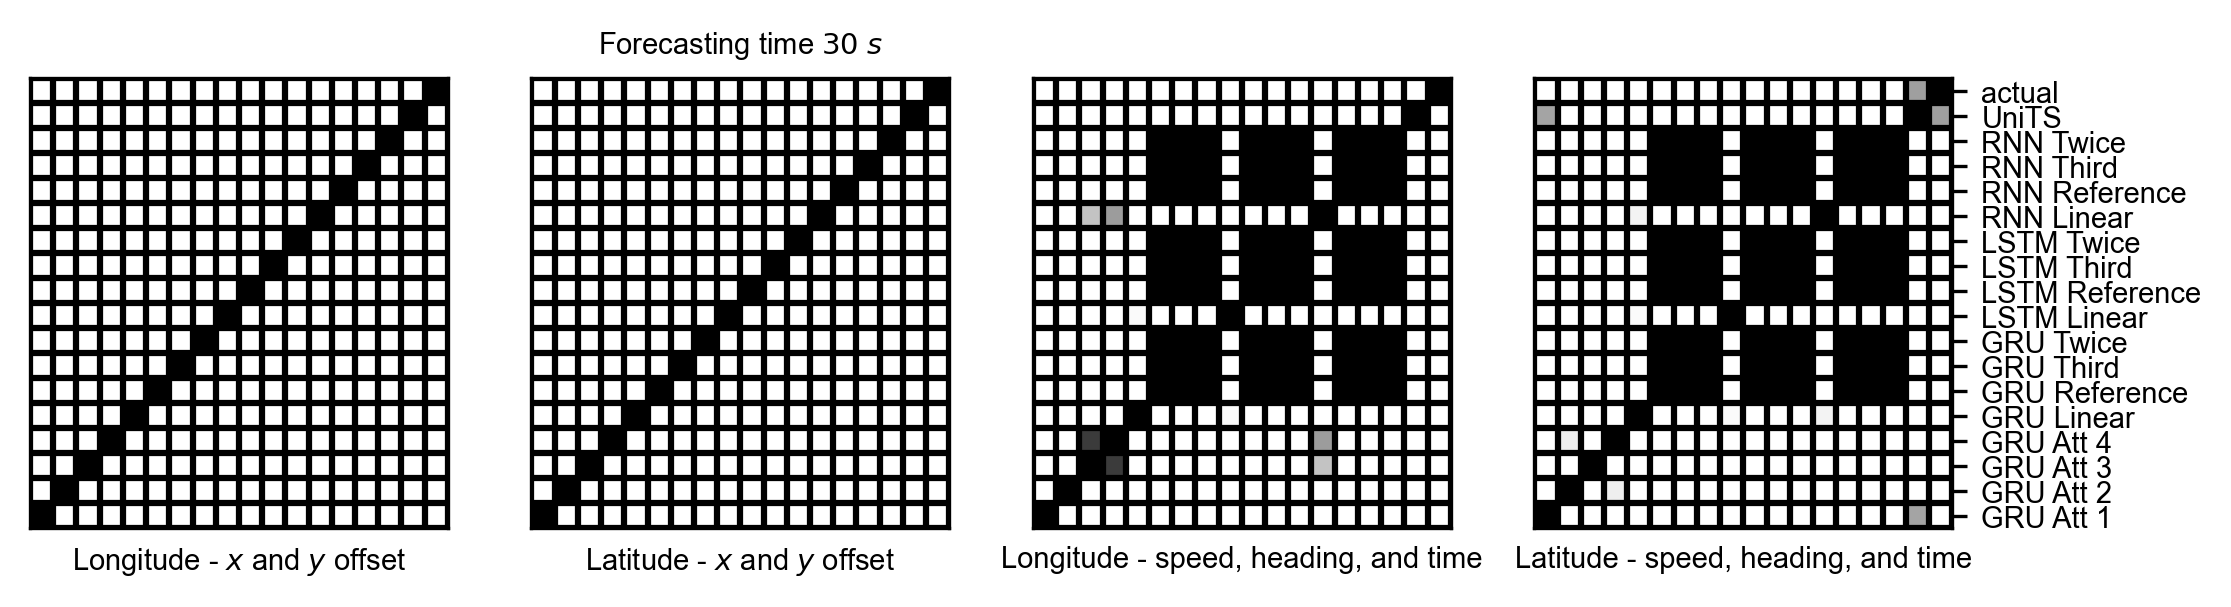 Forecasting time 30 s
actual
UniTS
RNN Twice
RNN Third
RNN Reference
RNN Linear
LSTM Twice
LSTM Third
LSTM Reference
LSTM Linear
GRU Twice
GRU Third
GRU Reference
GRU Linear
GRU Att 4
GRU Att 3
GRU Att 2
GRU Att 1
Longitude - x and y offset
Latitude - x and y offset
Longitude - speed, heading, and time
Latitude - speed, heading, and time